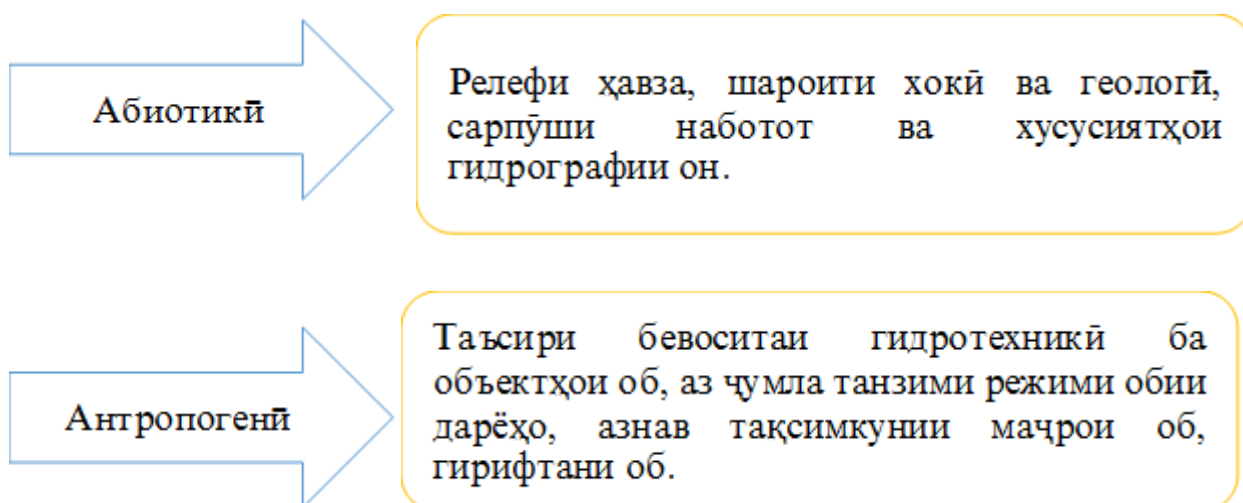 Абиотикӣ
Релефи ҳавза, шароити хокӣ ва геологӣ,
сарпӯши наботот ва хусусиятҳои
гидрографии он.
Антропогенӣ
Таъсири бевоситаи гидротехникӣ ба
объектҳои об, аз ҷумла танзими режими обии
дарёҳо, азнав тақсимкунии маҷрои об,
гирифтани об.